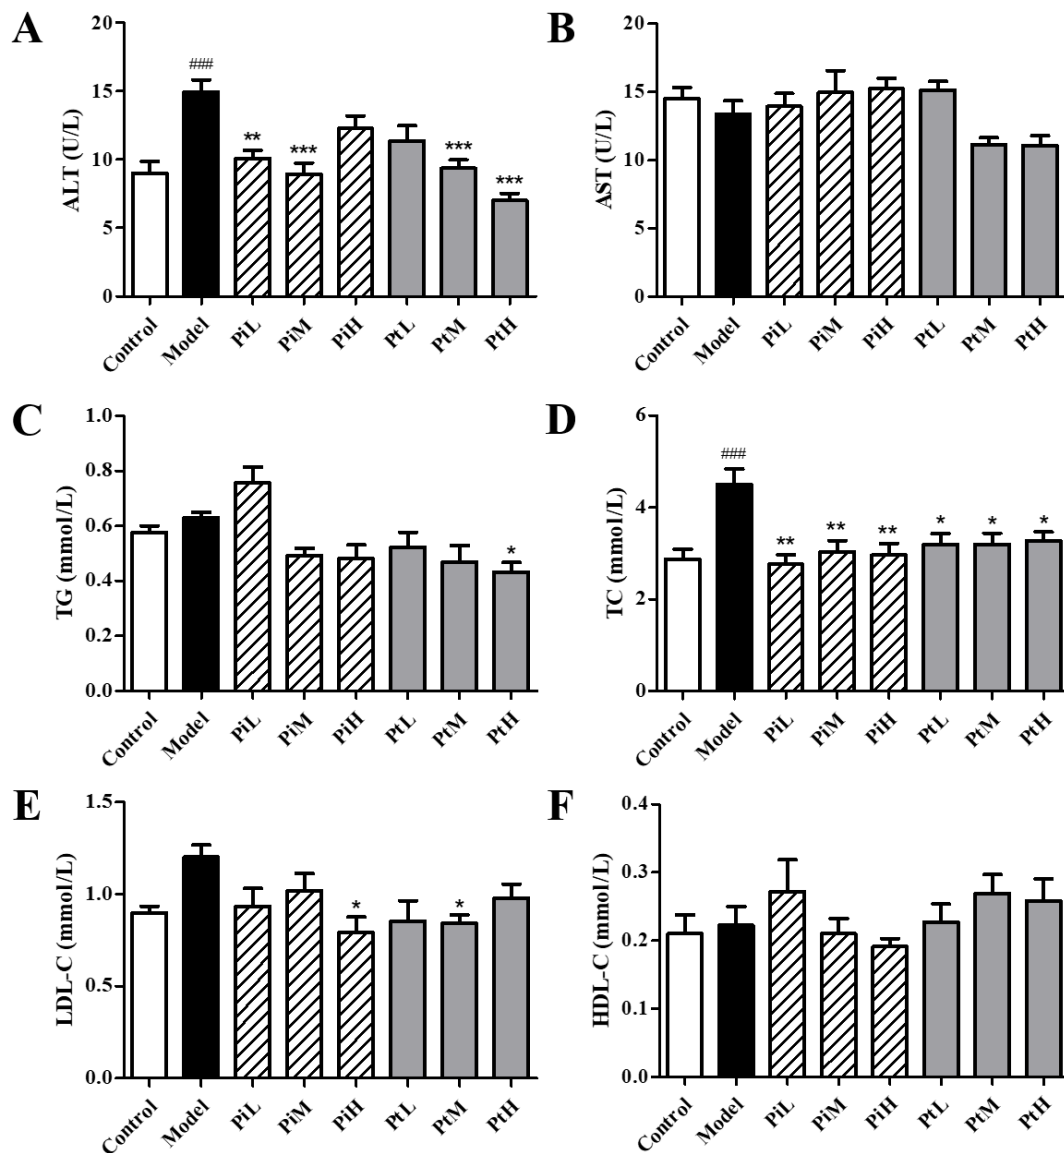 A
ALT (U/L)
20
15
10
5
0
###
**
***
***
***
Control
Model
PiL
PiM
PiH
PtL
PtM
PtH
B
AST (U/L)
20
15
10
5
0
Control
Model
PiL
PiM
PiH
PtL
PtM
PtH
C
TG (mmol/L)
1.0
0.8
0.6
0.4
0.2
0.0
*
Control
Model
PiL
PiM
PiH
PtL
PtM
PtH
D
TC (mmol/L)
6
4
2
0
###
**
**
**
*
*
*
Control
Model
PiL
PiM
PiH
PtL
PtM
PtH
E
LDL-C (mmol/L)
1.5
1.0
0.5
0.0
*
*
Control
Model
PiL
PiM
PiH
PtL
PtM
PtH
F
HDL-C (mmol/L)
0.4
0.3
0.2
0.1
0.0
Control
Model
PiL
PiM
PiH
PtL
PtM
PtH